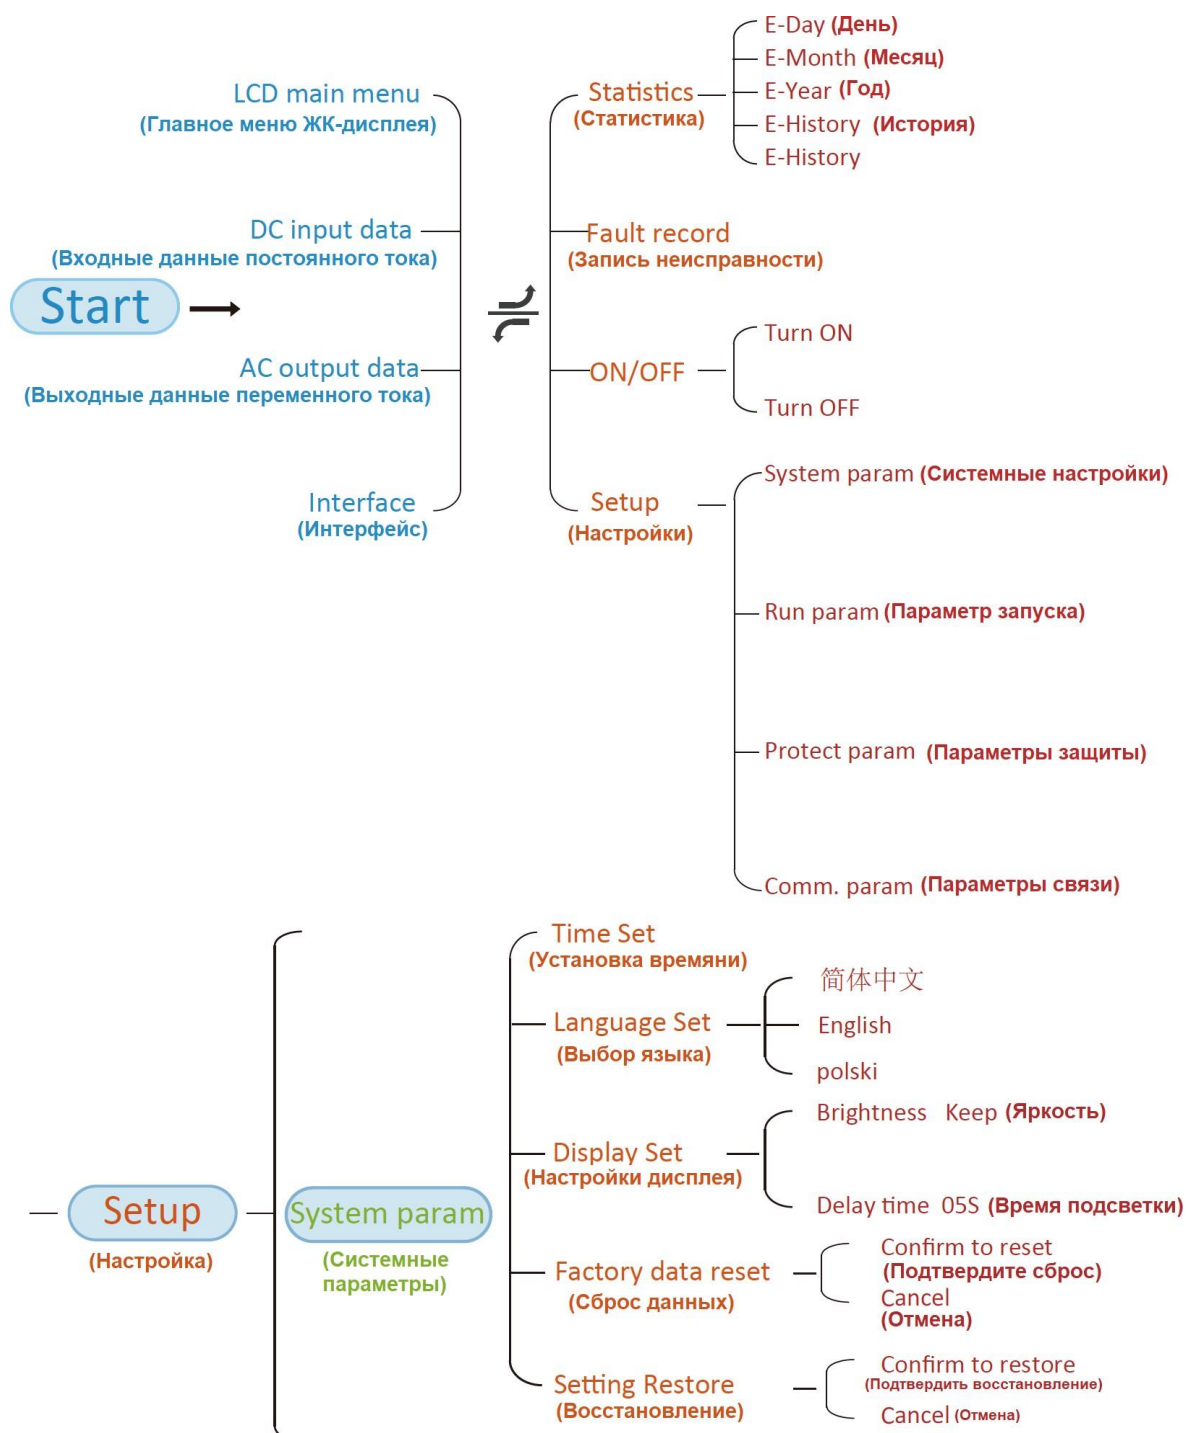 LCD main menu
(Главное меню ЖК-дисплея)
DC input data
(Входные данные постоянного тока)
Start
AC output data
(Выходные данные переменного тока)
Interface
(Интерфейс)
Statistics
(Статистика)
E-Day (День)
E-Month (Месяц)
E-Year (Год)
E-History (История)
E-History
Fault record
(Запись неисправности)
ON/OFF
Turn ON
Turn OFF
Setup
(Настройки)
System param (Системные настройки)
Run param (Параметр запуска)
Protect param (Параметры защиты)
Comm. param (Параметры связи)
Setup
(Настройка)
System param
(Системные
параметры)
Time Set
(Установка времяни)
Language Set
(Выбор языка)
简体中文
English
polski
Display Set
(Настройки дисплея)
Brightness Keep (Яркость)
Delay time 05S (Время подсветки)
Factory data reset
(Сброс данных)
Confirm to reset
(Подтвердите сброс)
Cancel
(Отмена)
Setting Restore
(Восстановление)
Confirm to restore
(Подтвердить восстановление)
Cancel (Отмена)